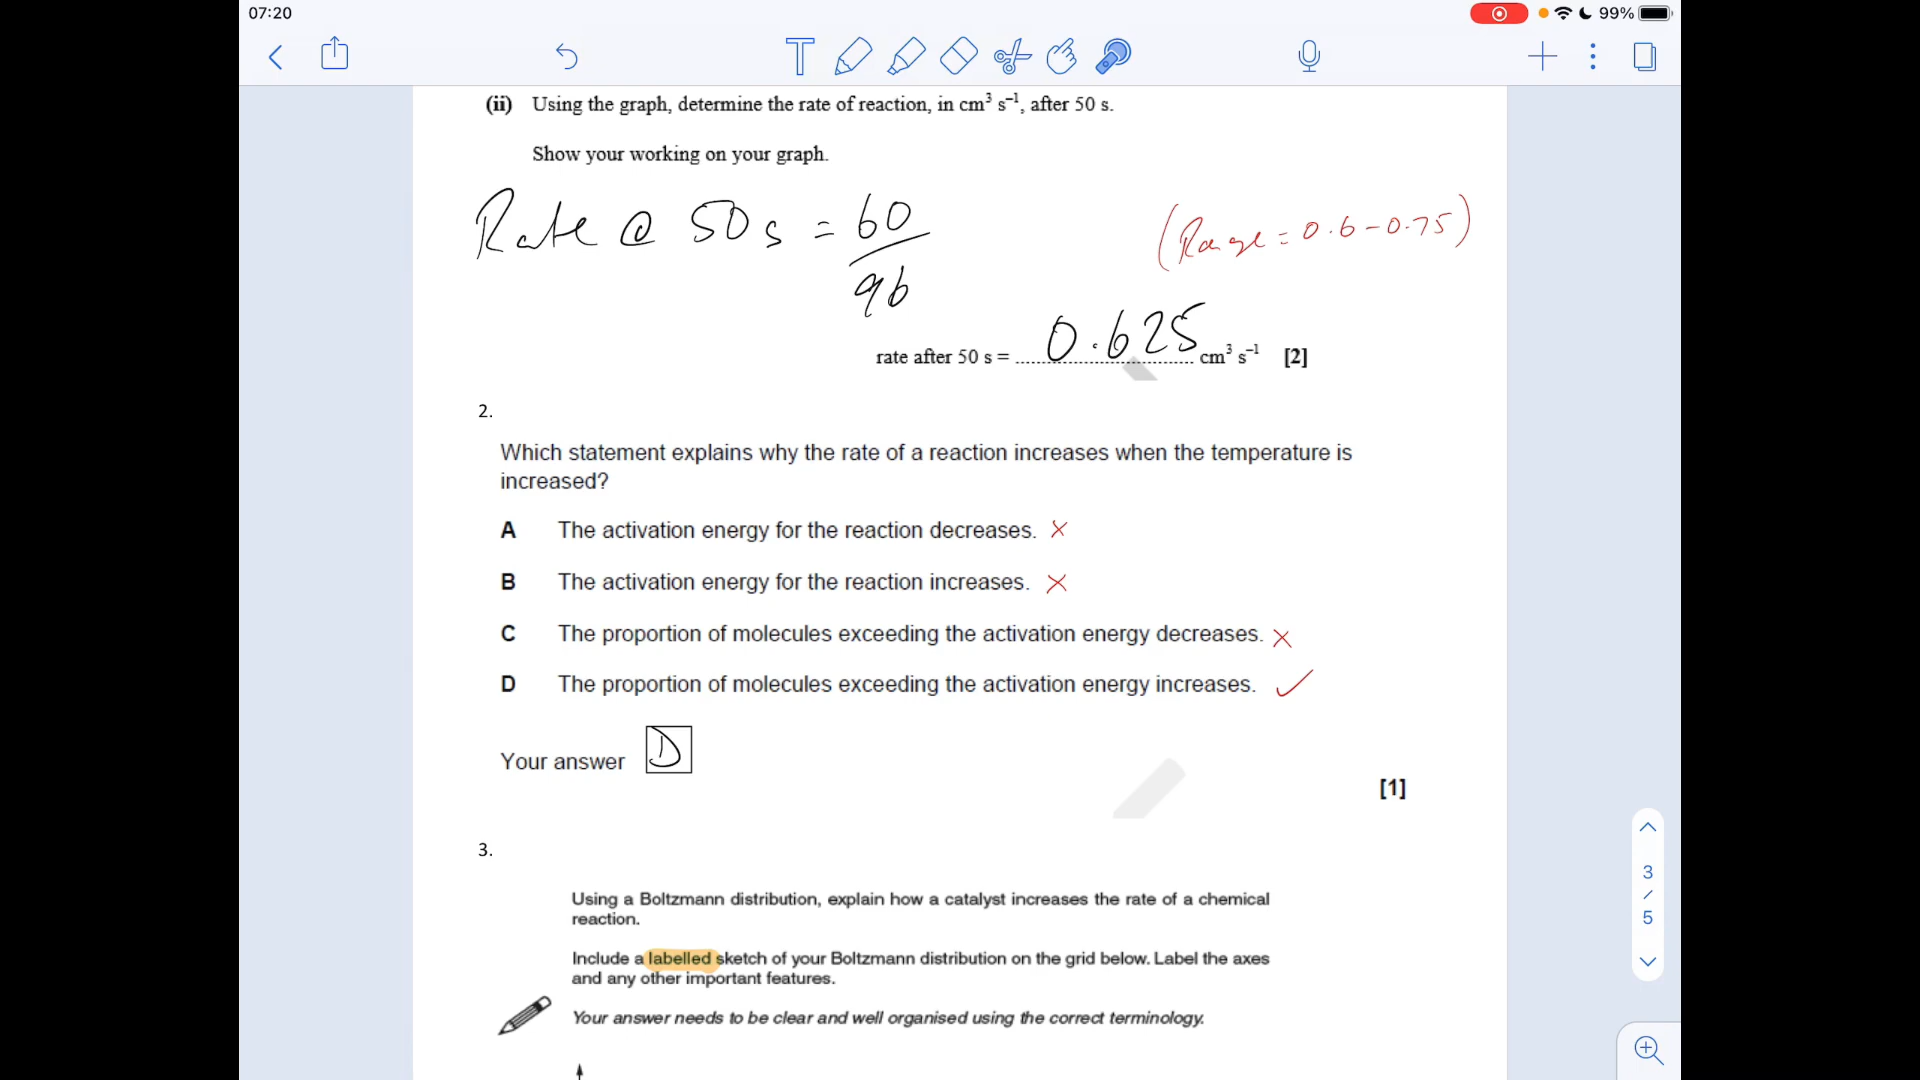 07:20
99%
(ii) Using the graph, determine the rate of reaction, in cm³ s⁻¹, after 50 s.
Show your working on your graph.
Rate @ 50 s = 60
96
(Range = 0.6 - 0.75)
rate after 50 s = 0.625 cm³ s⁻¹ [2]
2.
Which statement explains why the rate of a reaction increases when the temperature is
increased?
A The activation energy for the reaction decreases. ×
B The activation energy for the reaction increases. ×
C The proportion of molecules exceeding the activation energy decreases. ×
D The proportion of molecules exceeding the activation energy increases. ✓
Your answer D
[1]
3.
Using a Boltzmann distribution, explain how a catalyst increases the rate of a chemical
reaction.
Include a labelled sketch of your Boltzmann distribution on the grid below. Label the axes
and any other important features.
Your answer needs to be clear and well organised using the correct terminology.
3
/
5